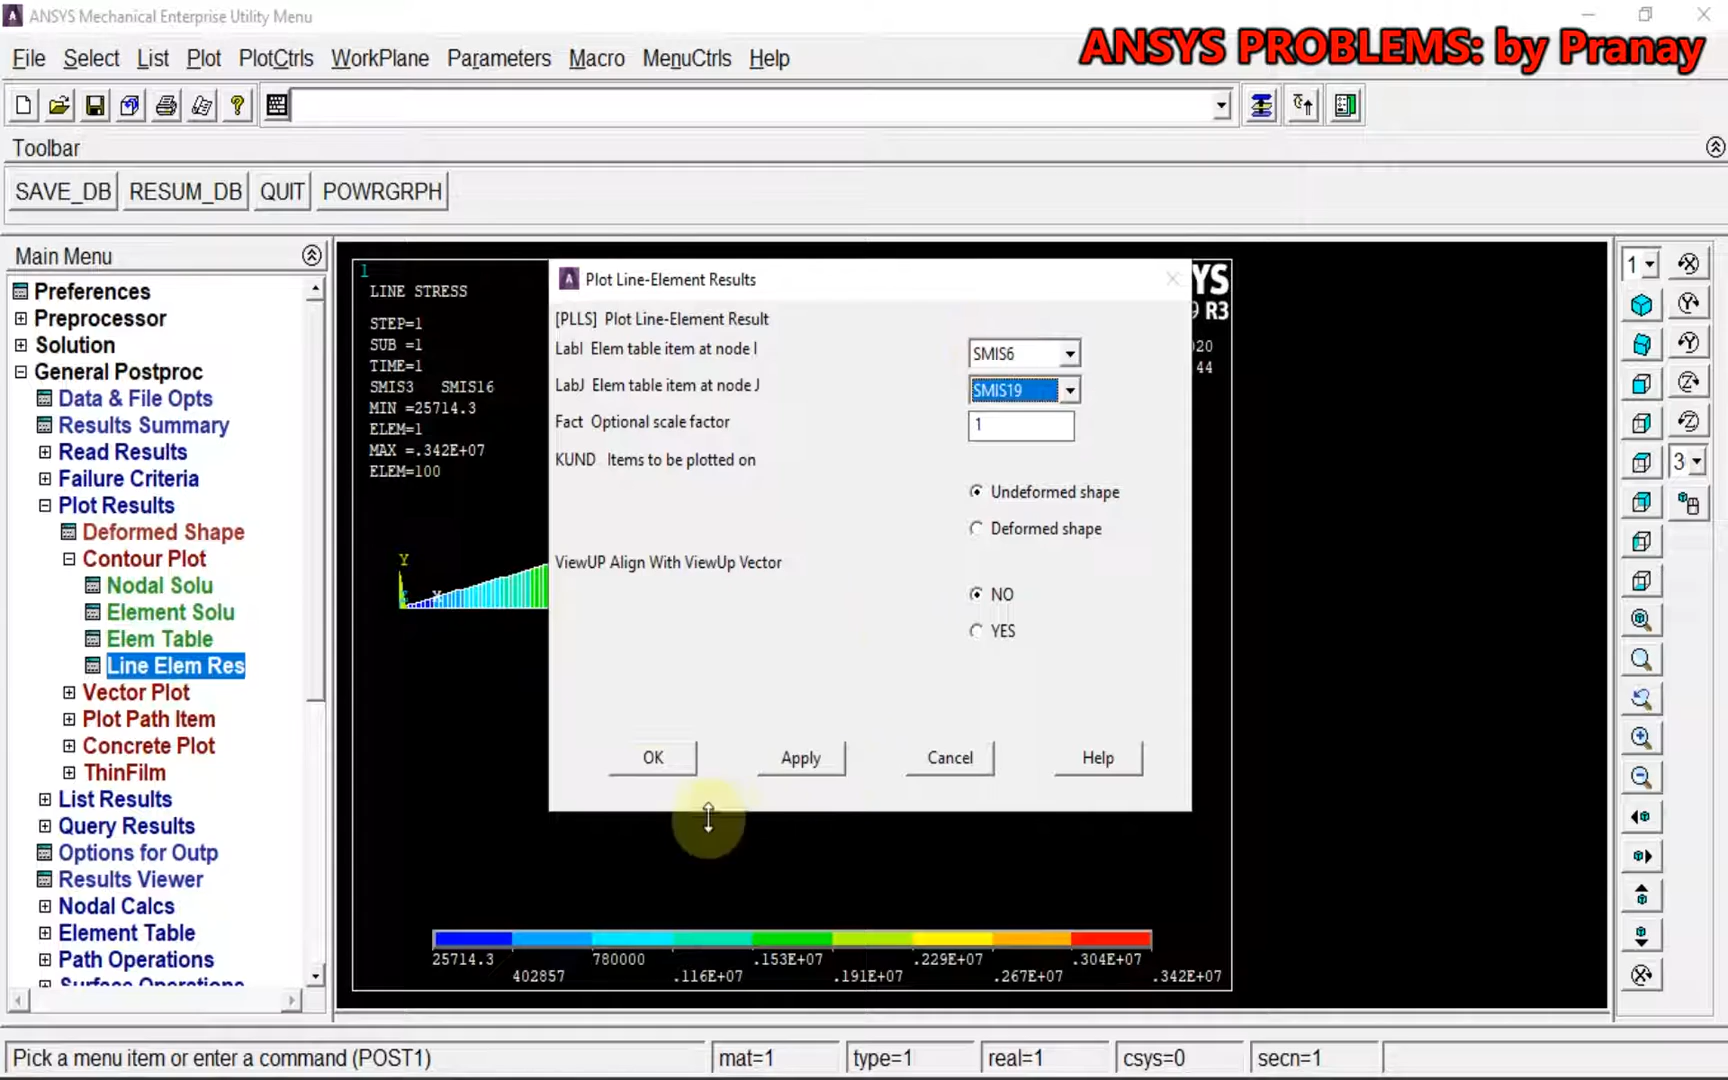 ANSYS Mechanical Enterprise Utility Menu
File Select List Plot PlotCtrls WorkPlane Parameters Macro MenuCtrls Help
ANSYS PROBLEMS: by Pranay
Toolbar
SAVE_DB RESUM_DB QUIT POWRGRPH
Main Menu
Preferences
Preprocessor
Solution
General Postproc
Data & File Opts
Results Summary
Read Results
Failure Criteria
Plot Results
Deformed Shape
Contour Plot
Nodal Solu
Element Solu
Elem Table
Line Elem Res
Vector Plot
Plot Path Item
Concrete Plot
ThinFilm
List Results
Query Results
Options for Outp
Results Viewer
Nodal Calcs
Element Table
Path Operations
1
LINE STRESS
STEP=1
SUB =1
TIME=1
SMIS3 SMIS16
MIN =25714.3
ELEM=1
MAX =.342E+07
ELEM=100
Y
X
YS
R3
20
44
Plot Line-Element Results
[PLLS] Plot Line-Element Result
LabI Elem table item at node I
SMIS6
LabJ Elem table item at node J
SMIS19
Fact Optional scale factor
1
KUND Items to be plotted on
Undeformed shape
Deformed shape
ViewUP Align With ViewUp Vector
NO
YES
OK Apply Cancel Help
25714.3 780000 .153E+07 .229E+07 .304E+07
402857 .116E+07 .191E+07 .267E+07 .342E+07
1
3
Pick a menu item or enter a command (POST1)
mat=1 type=1 real=1 csys=0 secn=1